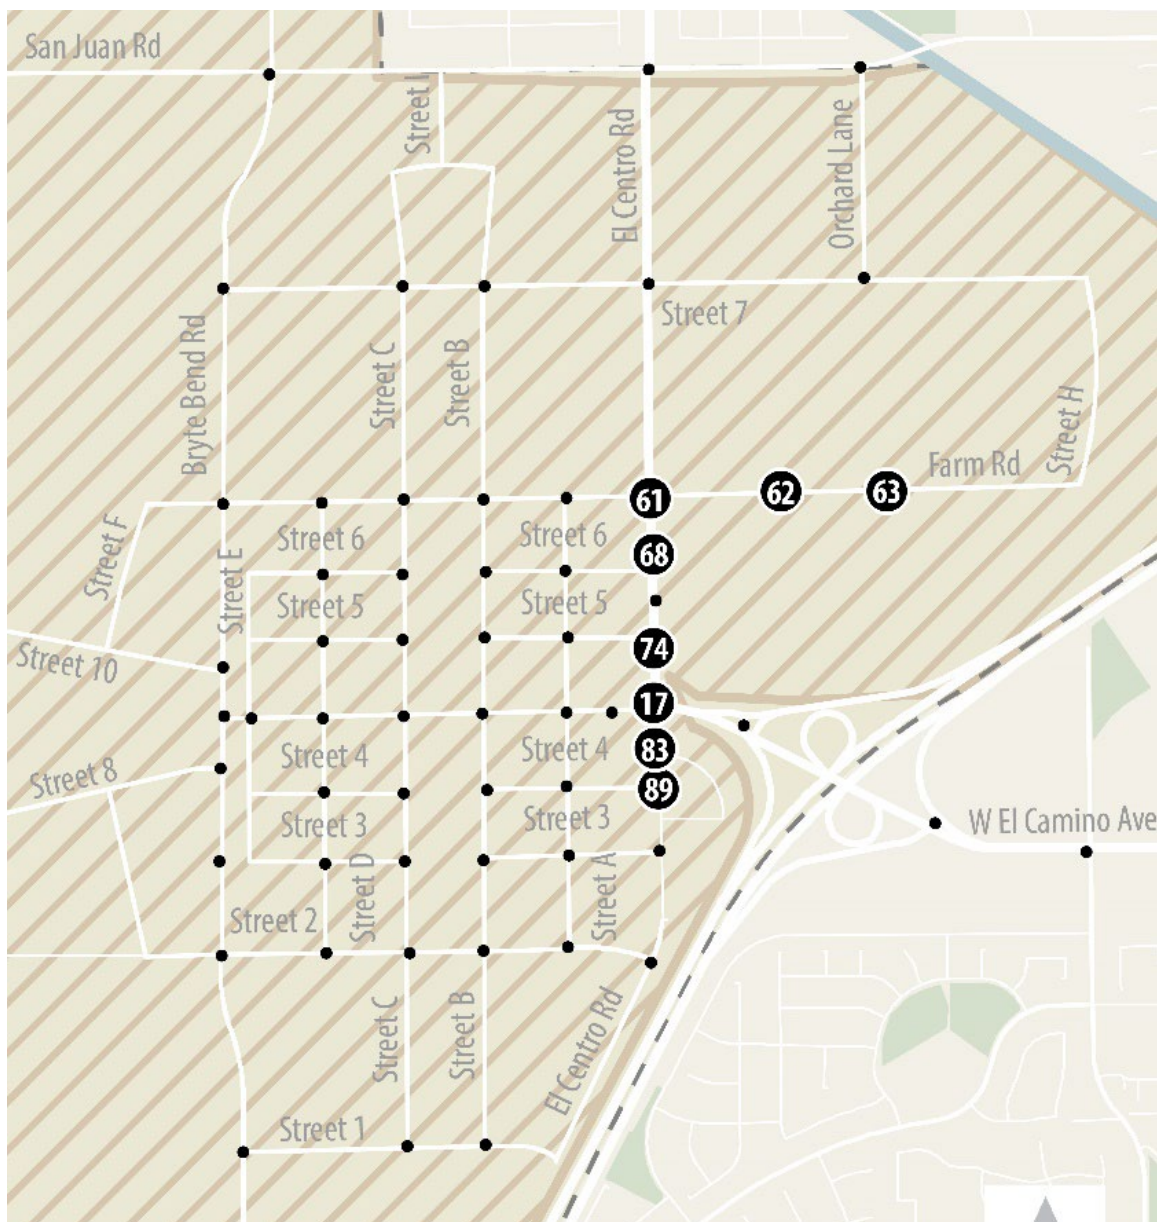 San Juan Rd
Street I
El Centro Rd
Orchard Lane
Street 7
Bryte Bend Rd
Street C
Street B
Street H
Farm Rd
61
62
63
Street F
Street E
Street 6
Street 6
68
Street 5
Street 5
74
Street 10
17
Street 4
Street 4
83
Street 8
89
Street 3
Street 3
W El Camino Ave
Street D
Street A
Street 2
Street C
Street B
El Centro Rd
Street 1